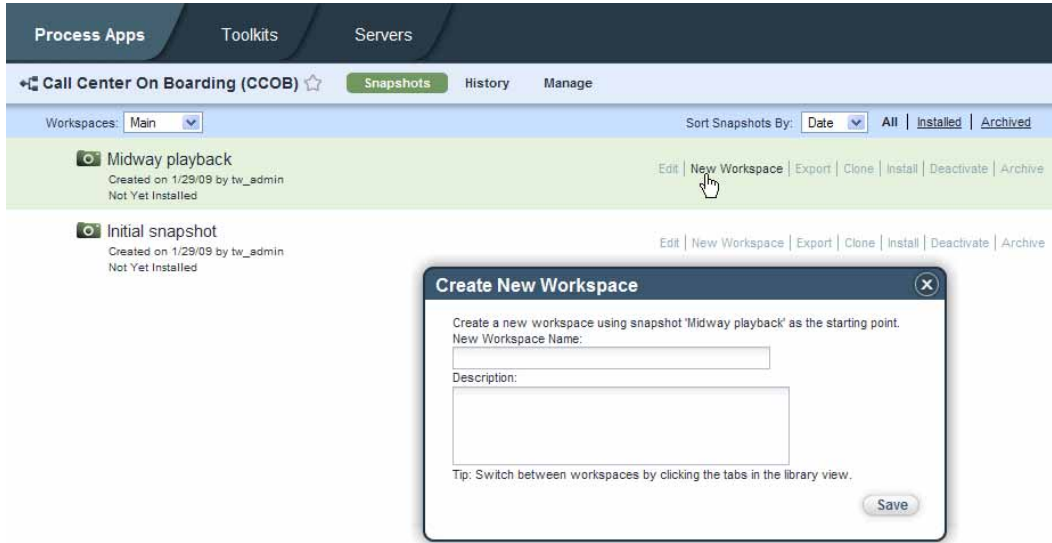 Process Apps Toolkits Servers
Call Center On Boarding (CCOB) Snapshots History Manage
Workspaces: Main Sort Snapshots By: Date All | Installed | Archived
Midway playback
Created on 1/29/09 by tw_admin
Not Yet Installed
Edit | New Workspace | Export | Clone | Install | Deactivate | Archive
Initial snapshot
Created on 1/29/09 by tw_admin
Not Yet Installed
Edit | New Workspace | Export | Clone | Install | Deactivate | Archive
Create New Workspace
Create a new workspace using snapshot 'Midway playback' as the starting point.
New Workspace Name:
Description:
Tip: Switch between workspaces by clicking the tabs in the library view.
Save